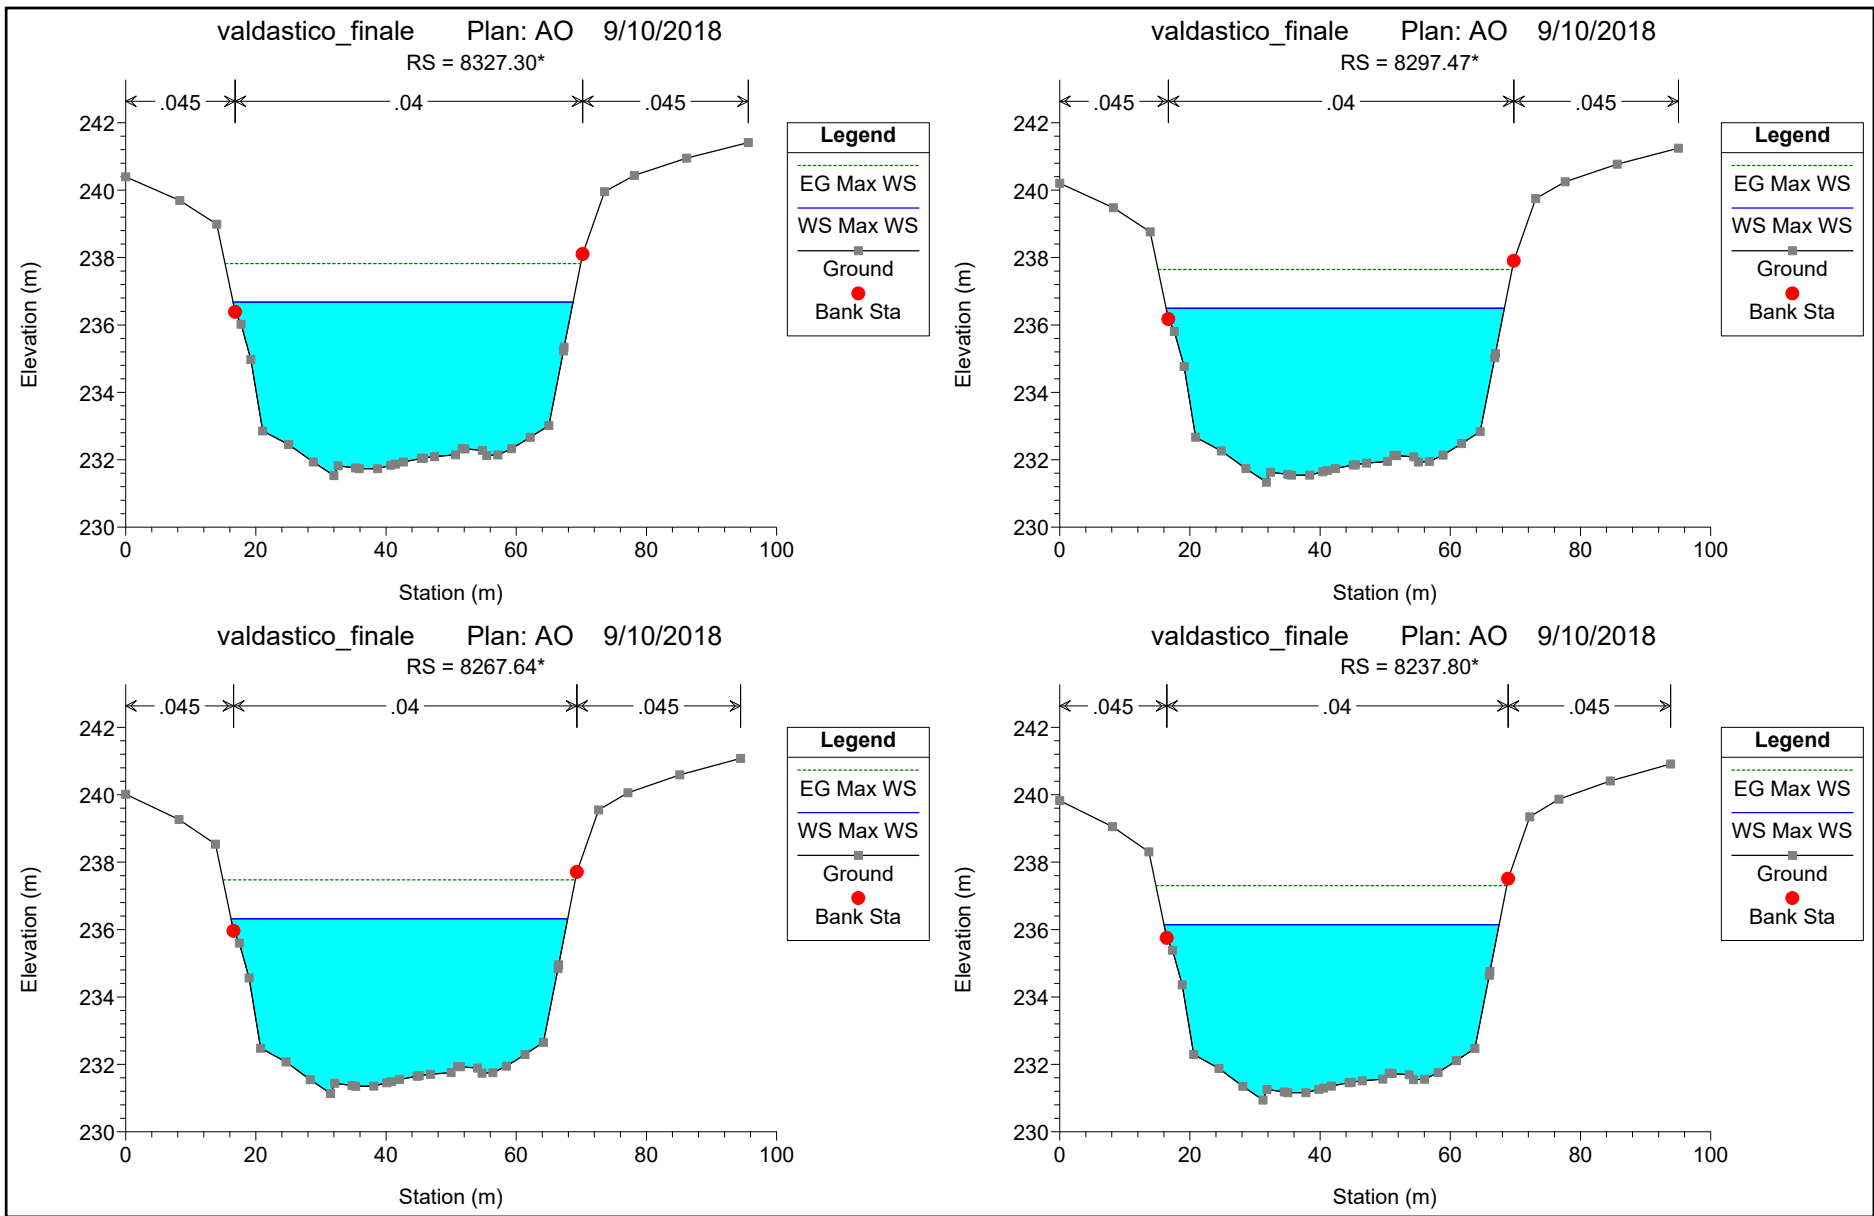 valdastico_finale Plan: AO 9/10/2018
RS = 8327.30*
.045 .04 .045
242
240
238
236
234
232
230
0 20 40 60 80 100
Elevation (m)
Station (m)
Legend
EG Max WS
WS Max WS
Ground
Bank Sta
valdastico_finale Plan: AO 9/10/2018
RS = 8297.47*
.045 .04 .045
242
240
238
236
234
232
230
0 20 40 60 80 100
Elevation (m)
Station (m)
Legend
EG Max WS
WS Max WS
Ground
Bank Sta
valdastico_finale Plan: AO 9/10/2018
RS = 8267.64*
.045 .04 .045
242
240
238
236
234
232
230
0 20 40 60 80 100
Elevation (m)
Station (m)
Legend
EG Max WS
WS Max WS
Ground
Bank Sta
valdastico_finale Plan: AO 9/10/2018
RS = 8237.80*
.045 .04 .045
242
240
238
236
234
232
230
0 20 40 60 80 100
Elevation (m)
Station (m)
Legend
EG Max WS
WS Max WS
Ground
Bank Sta